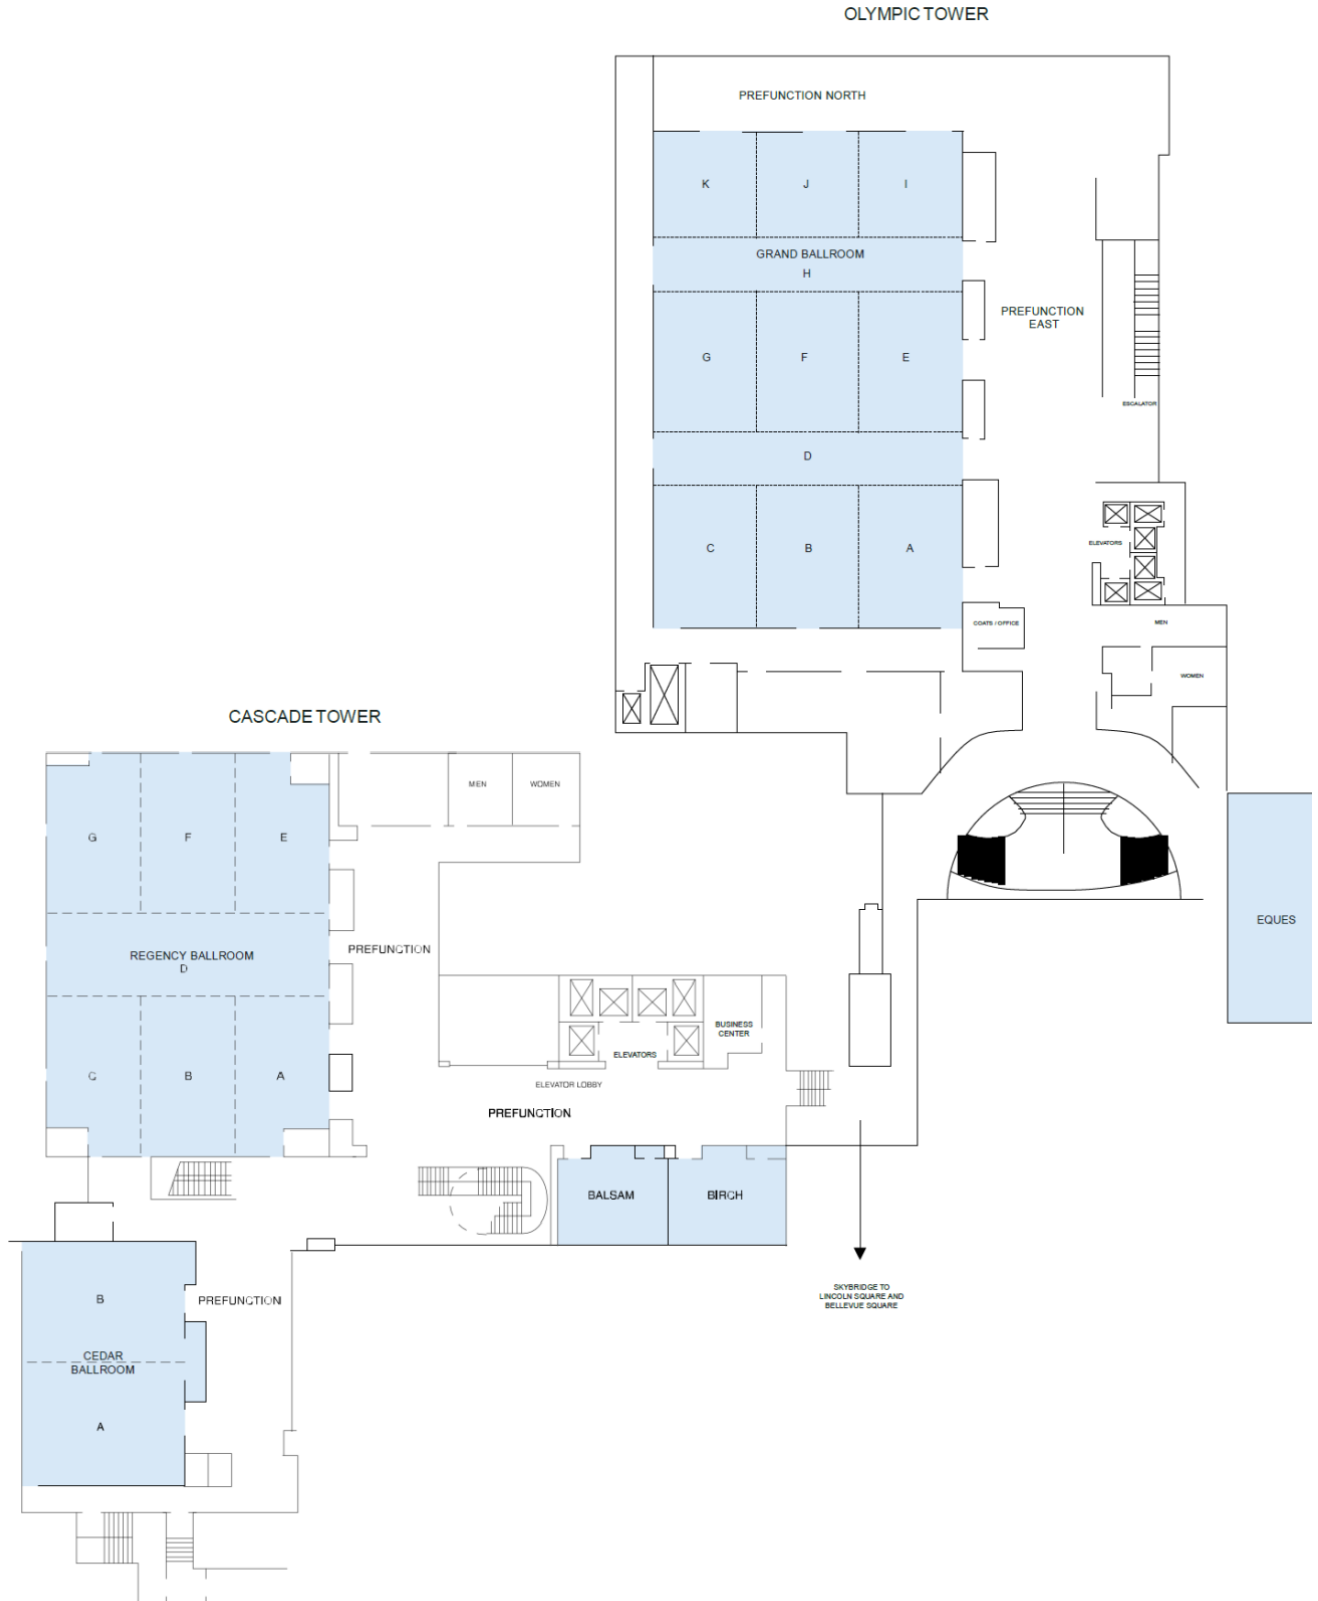 OLYMPIC TOWER
PREFUNCTION NORTH
K
J
I
GRAND BALLROOM
H
PREFUNCTION
EAST
G
F
E
ESCALATOR
D
ELEVATORS
C
B
A
COATS / OFFICE
MEN
WOMEN
CASCADE TOWER
MEN
WOMEN
G
F
E
EQUES
PREFUNCTION
REGENCY BALLROOM
D
BUSINESS
CENTER
ELEVATORS
C
B
A
ELEVATOR LOBBY
PREFUNCTION
BALSAM
BIRCH
SKYBRIDGE TO
LINCOLN SQUARE AND
BELLEVUE SQUARE
B
PREFUNCTION
CEDAR
BALLROOM
A